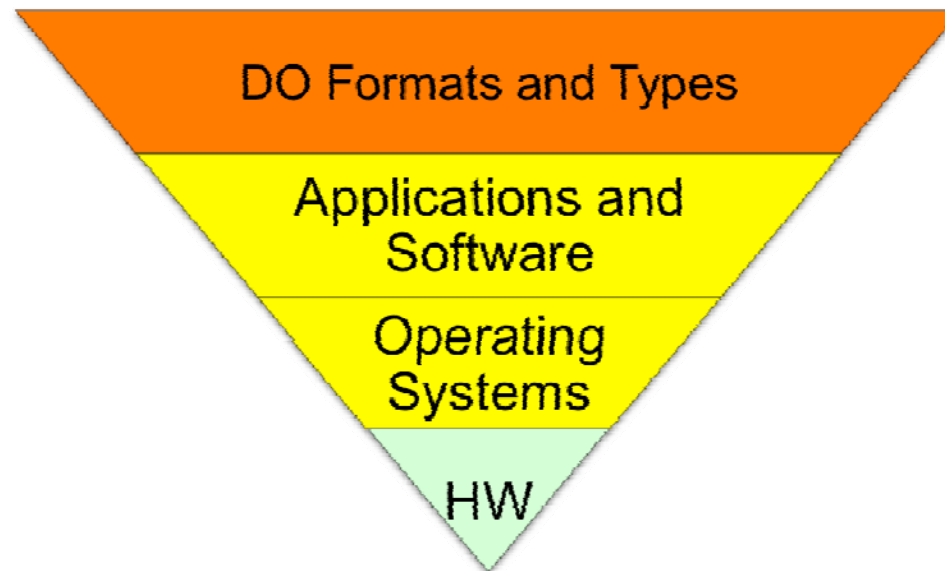 DO Formats and Types
Applications and
Software
Operating
Systems
HW